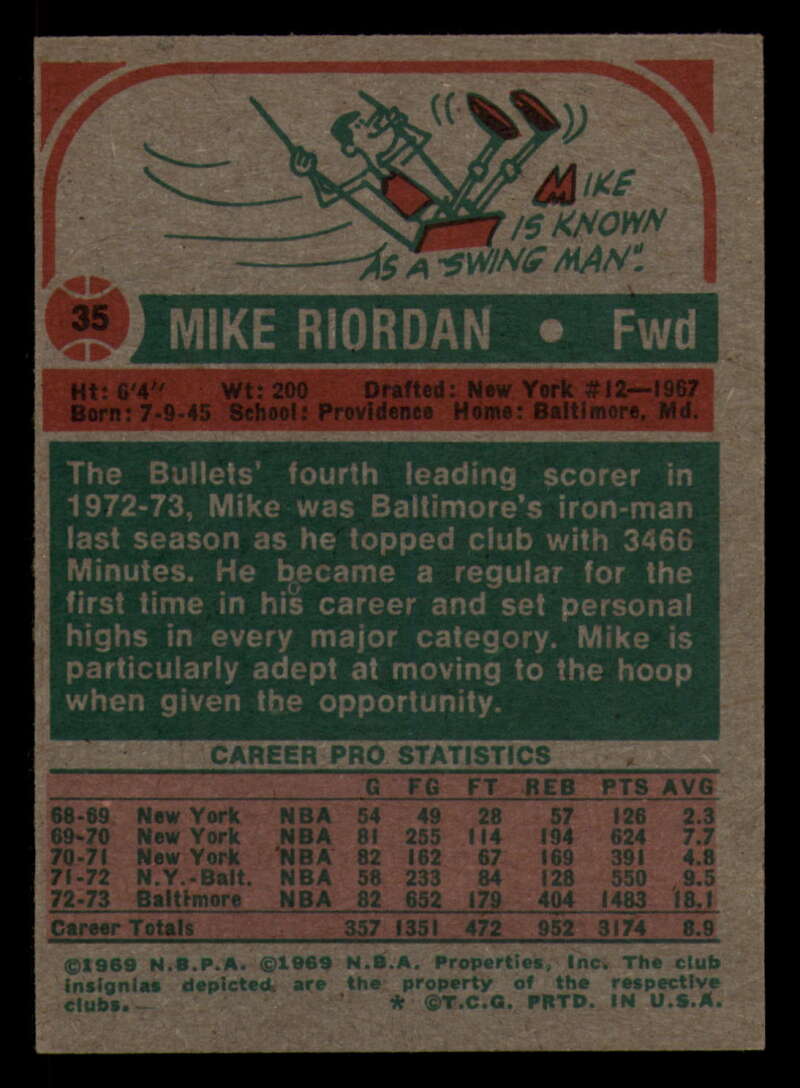 MIKE
IS KNOWN
AS A "SWING MAN".
35
MIKE RIORDAN • Fwd
Ht: 6'4" Wt: 200 Drafted: New York #12—1967
Born: 7-9-45 School: Providence Home: Baltimore, Md.
The Bullets' fourth leading scorer in
1972-73, Mike was Baltimore's iron-man
last season as he topped club with 3466
Minutes. He became a regular for the
first time in his career and set personal
highs in every major category. Mike is
particularly adept at moving to the hoop
when given the opportunity.
CAREER PRO STATISTICS
G FG FT REB PTS AVG
68-69 New York NBA 54 49 28 57 126 2.3
69-70 New York NBA 81 255 114 194 624 7.7
70-71 New York NBA 82 162 67 169 391 4.8
71-72 N.Y.-Balt. NBA 58 233 84 128 550 9.5
72-73 Baltimore NBA 82 652 179 404 1483 18.1
Career Totals 357 1351 472 952 3174 8.9
©1969 N.B.P.A. ©1969 N.B.A. Properties, Inc. The club
insignias depicted are the property of the respective
clubs.— * ©T.C.G. PRTD. IN U.S.A.